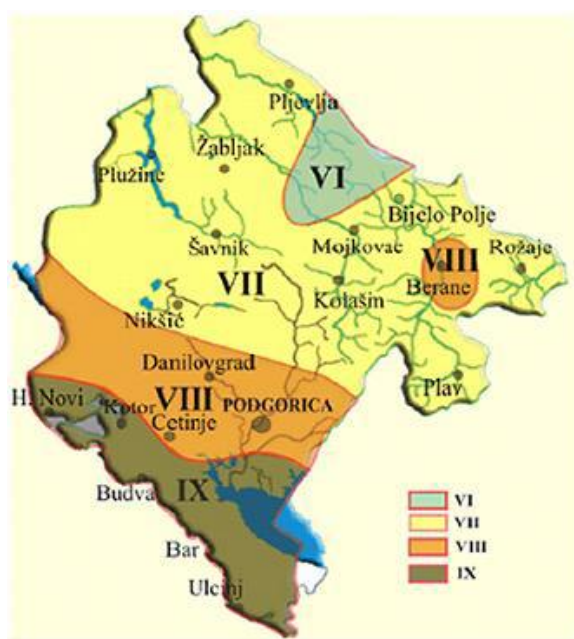 Pljevlja
Žabljak
VI
Plužine
Bijelo Polje
Šavnik
Mojkovac
VIII
Rožaje
VII
Kolašin
Berane
Nikšić
Danilovgrad
Plav
H. Novi
Kotor
VIII
PODGORICA
Cetinje
IX
Budva
Bar
Ulcinj
VI
VII
VIII
IX